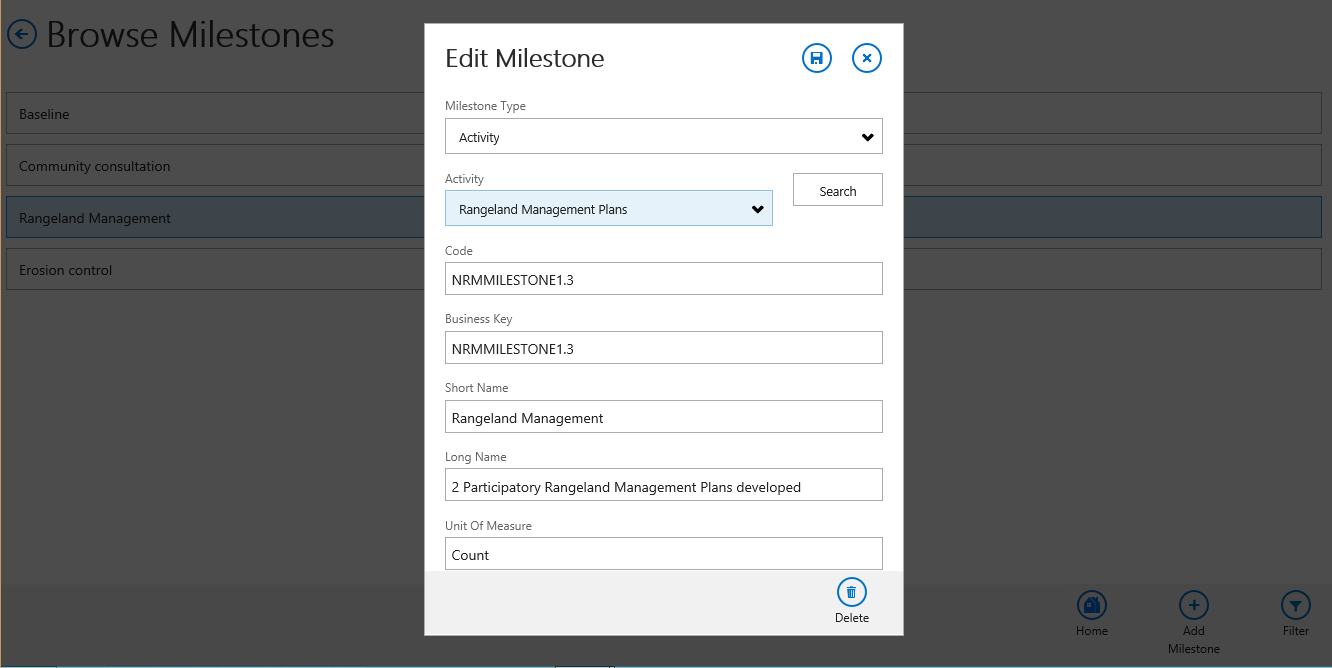 Browse Milestones
Baseline
Community consultation
Rangeland Management
Erosion control
Edit Milestone
Milestone Type
Activity
Activity
Rangeland Management Plans
Search
Code
NRMMILESTONE1.3
Business Key
NRMMILESTONE1.3
Short Name
Rangeland Management
Long Name
2 Participatory Rangeland Management Plans developed
Unit Of Measure
Count
Delete
Home
Add
Milestone
Filter